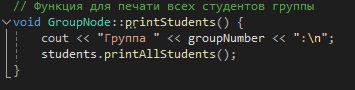 // Функция для печати всех студентов группы
void GroupNode::printStudents() {
cout << "Группа " << groupNumber << ":\n";
students.printAllStudents();
}